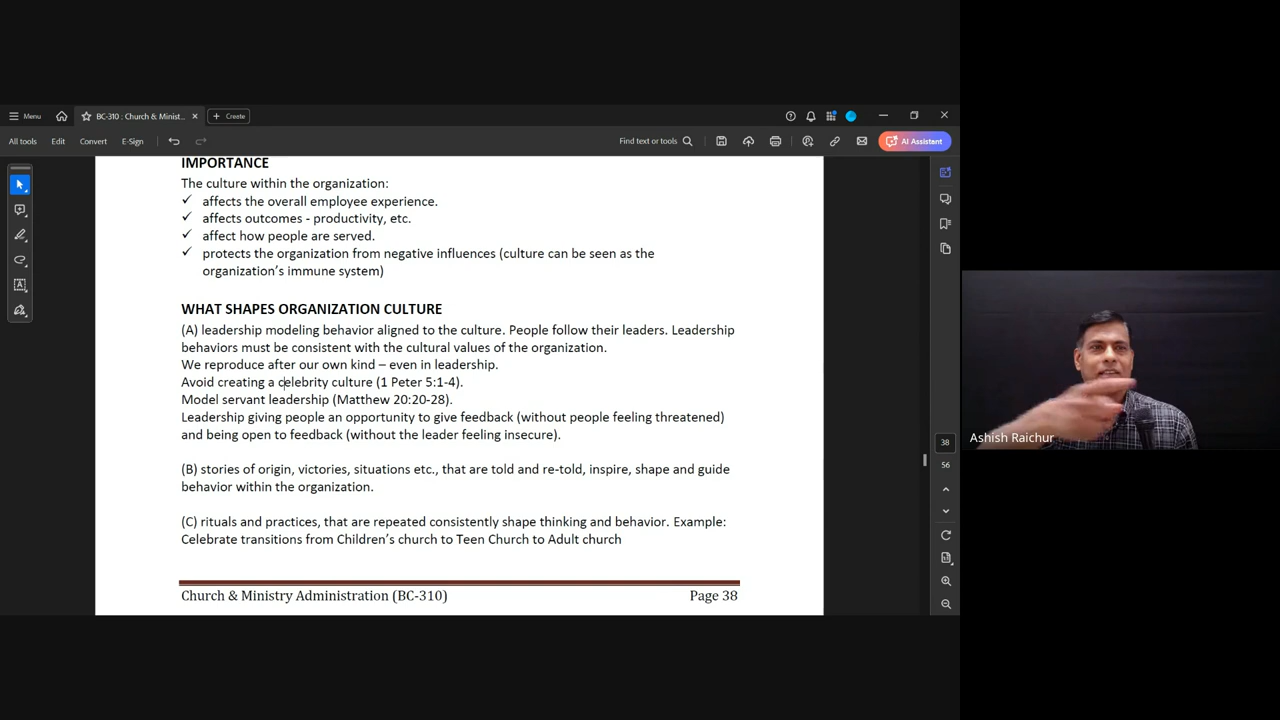 Menu
BC-310 : Church & Minist...
Create
All tools
Edit
Convert
E-Sign
Find text or tools
AI Assistant
IMPORTANCE
The culture within the organization:
✓ affects the overall employee experience.
✓ affects outcomes - productivity, etc.
✓ affect how people are served.
✓ protects the organization from negative influences (culture can be seen as the
organization's immune system)
WHAT SHAPES ORGANIZATION CULTURE
(A) leadership modeling behavior aligned to the culture. People follow their leaders. Leadership
behaviors must be consistent with the cultural values of the organization.
We reproduce after our own kind – even in leadership.
Avoid creating a celebrity culture (1 Peter 5:1-4).
Model servant leadership (Matthew 20:20-28).
Leadership giving people an opportunity to give feedback (without people feeling threatened)
and being open to feedback (without the leader feeling insecure).
(B) stories of origin, victories, situations etc., that are told and re-told, inspire, shape and guide
behavior within the organization.
(C) rituals and practices, that are repeated consistently shape thinking and behavior. Example:
Celebrate transitions from Children's church to Teen Church to Adult church
Church & Ministry Administration (BC-310)
Page 38
38
56
Ashish Raichur